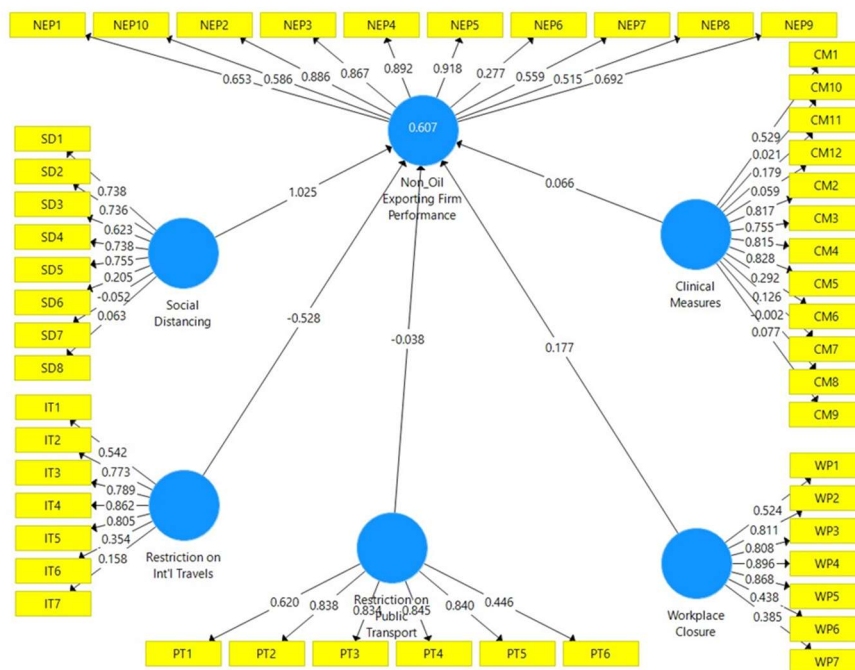 NEP1 NEP10 NEP2 NEP3 NEP4 NEP5 NEP6 NEP7 NEP8 NEP9
0.653 0.586 0.886 0.867 0.892 0.918 0.277 0.559 0.515 0.692
0.607
Non_Oil
Exporting Firm
Performance
SD1
SD2
SD3
SD4
SD5
SD6
SD7
SD8
0.738
0.736
0.623
0.738
0.755
0.205
-0.052
0.063
Social
Distancing
1.025
CM1
CM10
CM11
CM12
CM2
CM3
CM4
CM5
CM6
CM7
CM8
CM9
0.529
0.021
0.179
0.059
0.817
0.755
0.815
0.828
0.292
0.126
-0.002
0.077
Clinical
Measures
0.066
-0.528
-0.038
0.177
IT1
IT2
IT3
IT4
IT5
IT6
IT7
0.542
0.773
0.789
0.862
0.805
0.354
0.158
Restriction on
Int'l Travels
Restriction on
Public
Transport
0.620 0.838 0.834 0.845 0.840 0.446
PT1 PT2 PT3 PT4 PT5 PT6
WP1
WP2
WP3
WP4
WP5
WP6
WP7
0.524
0.811
0.808
0.896
0.868
0.438
0.385
Workplace
Closure